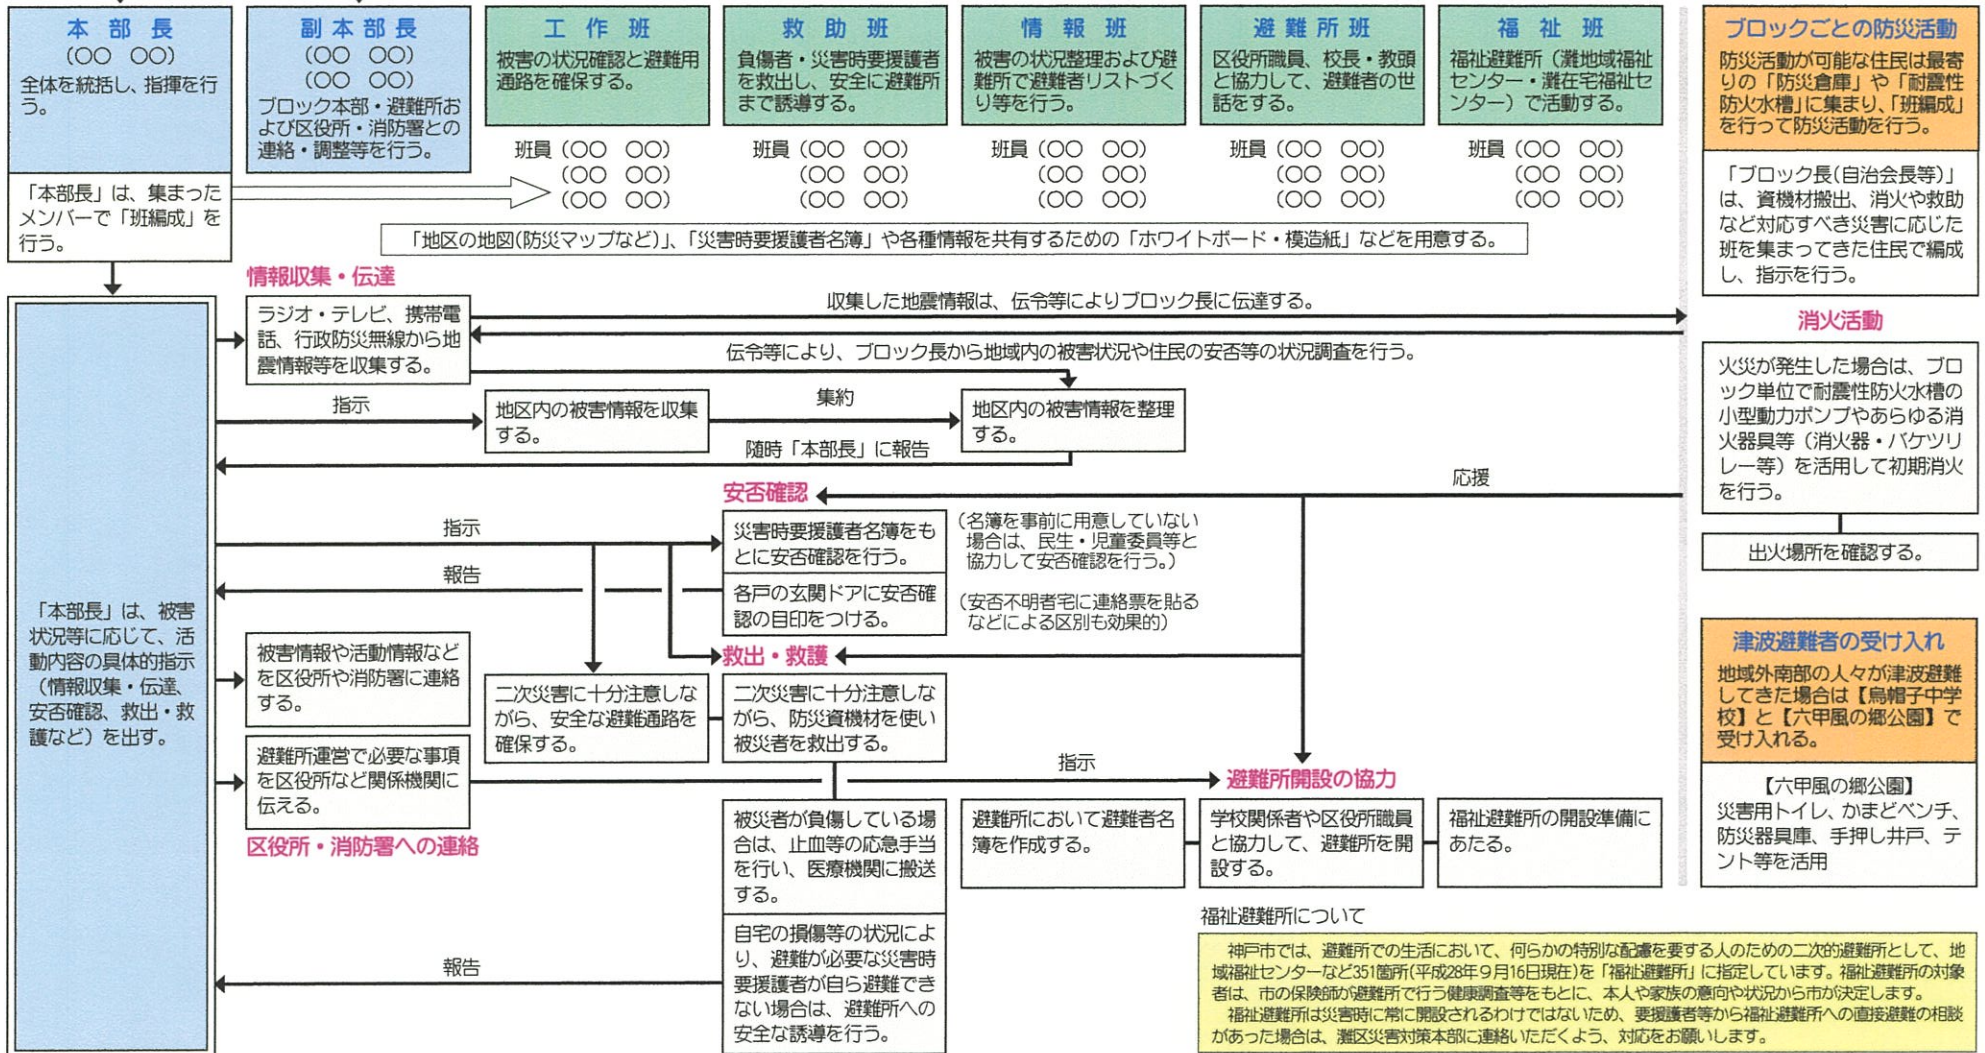 本部長
(○○ ○○)
全体を統括し、指揮を行
う。
「本部長」は、集まった
メンバーで「班編成」を
行う。
副本部長
(○○ ○○)
(○○ ○○)
ブロック本部・避難所お
よび区役所・消防署との
連絡・調整等を行う。
工作班
被害の状況確認と避難用
通路を確保する。
班員(○○ ○○)
(○○ ○○)
(○○ ○○)
救助班
負傷者・災害時要援護者
を救出し、安全に避難所
まで誘導する。
班員(○○ ○○)
(○○ ○○)
(○○ ○○)
情報班
被害の状況整理および避
難所で避難者リストづく
り等を行う。
班員(○○ ○○)
(○○ ○○)
(○○ ○○)
避難所班
区役所職員、校長・教頭
と協力して、避難者の世
話をする。
班員(○○ ○○)
(○○ ○○)
(○○ ○○)
福祉班
福祉避難所(灘地域福祉
センター・灘在宅福祉セ
ンター)で活動する。
班員(○○ ○○)
(○○ ○○)
(○○ ○○)
「地区の地図(防災マップなど)」、「災害時要援護者名簿」や各種情報を共有するための「ホワイトボード・模造紙」などを用意する。
情報収集・伝達
ラジオ・テレビ、携帯電
話、行政防災無線から地
震情報等を収集する。
収集した地震情報は、伝令等によりブロック長に伝達する。
伝令等により、ブロック長から地域内の被害状況や住民の安否等の状況調査を行う。
指示
地区内の被害情報を収集
する。
集約
地区内の被害情報を整理
する。
随時「本部長」に報告
安否確認
応援
指示
災害時要援護者名簿をも
とに安否確認を行う。
(名簿を事前に用意していない
場合は、民生・児童委員等と
協力して安否確認を行う。)
報告
各戸の玄関ドアに安否確
認の目印をつける。
(安否不明者宅に連絡票を貼る
などによる区別も効果的)
「本部長」は、被害
状況等に応じて、活
動内容の具体的指示
(情報収集・伝達、
安否確認、救出・救
護など)を出す。
被害情報や活動情報など
を区役所や消防署に連絡
する。
避難所運営で必要な事項
を区役所など関係機関に
伝える。
区役所・消防署への連絡
救出・救護
二次災害に十分注意しな
がら、安全な避難通路を
確保する。
二次災害に十分注意しな
がら、防災資機材を使い
被災者を救出する。
指示
避難所開設の協力
被災者が負傷している場
合は、止血等の応急手当
を行い、医療機関に搬送
する。
避難所において避難者名
簿を作成する。
学校関係者や区役所職員
と協力して、避難所を開
設する。
福祉避難所の開設準備に
あたる。
報告
自宅の損傷等の状況によ
り、避難が必要な災害時
要援護者が自ら避難でき
ない場合は、避難所への
安全な誘導を行う。
ブロックごとの防災活動
防災活動が可能な住民は最寄
りの「防災倉庫」や「耐震性
防火水槽」に集まり、「班編成」
を行って防災活動を行う。
「ブロック長(自治会長等)」
は、資機材搬出、消火や救助
など対応すべき災害に応じた
班を集まってきた住民で編成
し、指示を行う。
消火活動
火災が発生した場合は、ブロ
ック単位で耐震性防火水槽の
小型動力ポンプやあらゆる消
火器具等(消火器・バケツリ
レー等)を活用して初期消火
を行う。
出火場所を確認する。
津波避難者の受け入れ
地域外南部の人々が津波避難
してきた場合は【烏帽子中学
校】と【六甲風の郷公園】で
受け入れる。
【六甲風の郷公園】
災害用トイレ、かまどベンチ、
防災器具庫、手押し井戸、テ
ント等を活用
福祉避難所について
神戸市では、避難所での生活において、何らかの特別な配慮を要する人のための二次的避難所として、地
域福祉センターなど351箇所(平成28年9月16日現在)を「福祉避難所」に指定しています。福祉避難所の対象
者は、市の保険師が避難所で行う健康調査等をもとに、本人や家族の意向や状況から市が決定します。
福祉避難所は災害時に常に開設されるわけではないため、要援護者等から福祉避難所への直接避難の相談
があった場合は、灘区災害対策本部に連絡いただくよう、対応をお願いします。